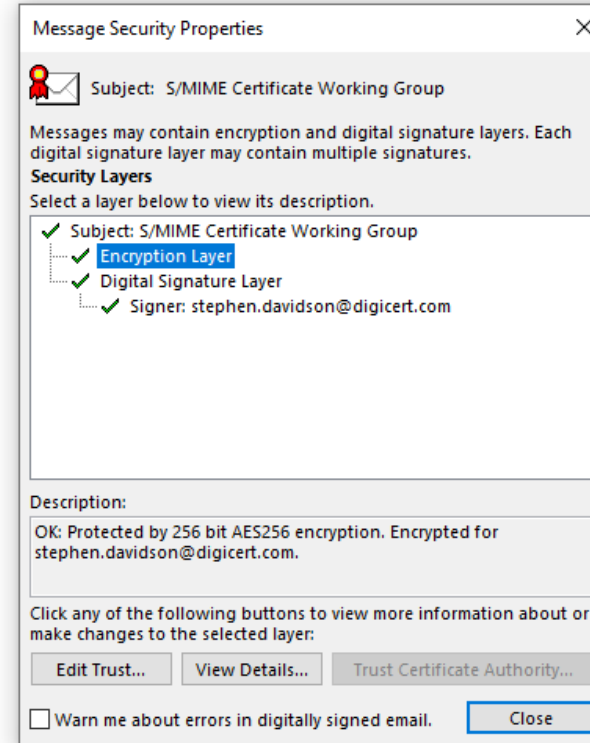 Message Security Properties
Subject: S/MIME Certificate Working Group
Messages may contain encryption and digital signature layers. Each
digital signature layer may contain multiple signatures.
Security Layers
Select a layer below to view its description.
Subject: S/MIME Certificate Working Group
Encryption Layer
Digital Signature Layer
Signer: stephen.davidson@digicert.com
Description:
OK: Protected by 256 bit AES256 encryption. Encrypted for
stephen.davidson@digicert.com.
Click any of the following buttons to view more information about or
make changes to the selected layer:
Edit Trust... View Details... Trust Certificate Authority...
Warn me about errors in digitally signed email. Close